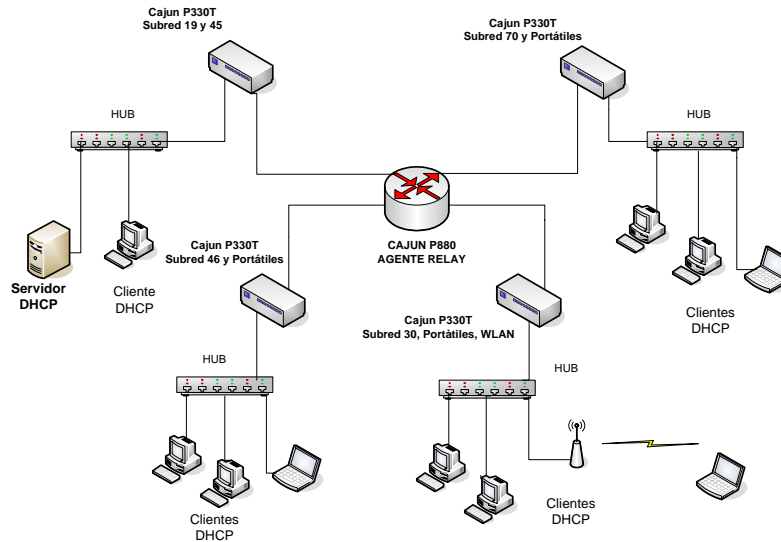 Cajun P330T
Subred 19 y 45
Cajun P330T
Subred 70 y Portátiles
HUB
HUB
Servidor
DHCP
Cliente
DHCP
CAJUN P880
AGENTE RELAY
Clientes
DHCP
Cajun P330T
Subred 46 y Portátiles
Cajun P330T
Subred 30, Portàtiles, WLAN
HUB
HUB
Clientes
DHCP
Clientes
DHCP